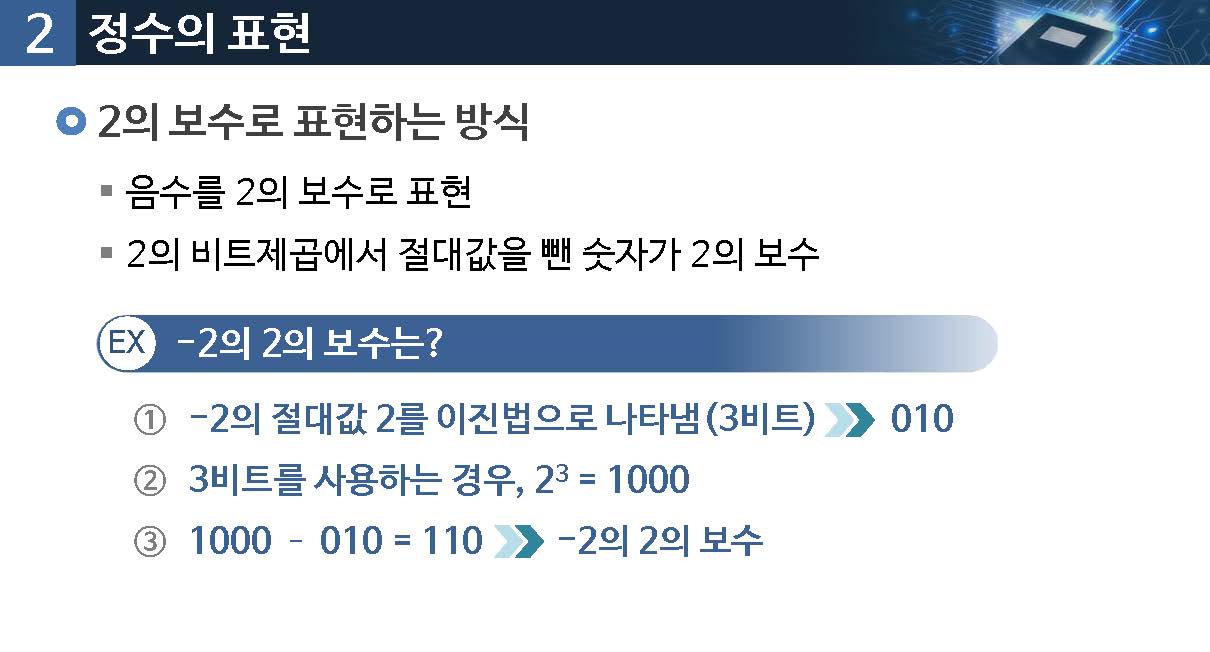 2 정수의 표현
2의 보수로 표현하는 방식
▪ 음수를 2의 보수로 표현
▪ 2의 비트제곱에서 절대값을 뺀 숫자가 2의 보수
EX -2의 2의 보수는?
① -2의 절대값 2를 이진법으로 나타냄(3비트) 010
② 3비트를 사용하는 경우, 2³ = 1000
③ 1000 - 010 = 110 -2의 2의 보수